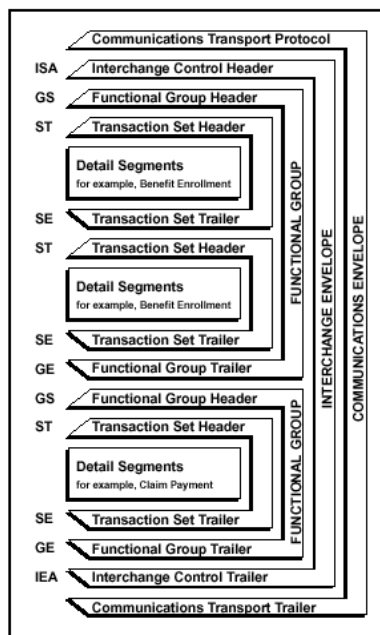 Communications Transport Protocol
ISA Interchange Control Header
GS Functional Group Header
ST Transaction Set Header
Detail Segments
for example, Benefit Enrollment
SE Transaction Set Trailer
ST Transaction Set Header
Detail Segments
for example, Benefit Enrollment
SE Transaction Set Trailer
GE Functional Group Trailer
GS Functional Group Header
ST Transaction Set Header
Detail Segments
for example, Claim Payment
SE Transaction Set Trailer
GE Functional Group Trailer
IEA Interchange Control Trailer
Communications Transport Trailer
FUNCTIONAL GROUP
FUNCTIONAL GROUP
INTERCHANGE ENVELOPE
COMMUNICATIONS ENVELOPE